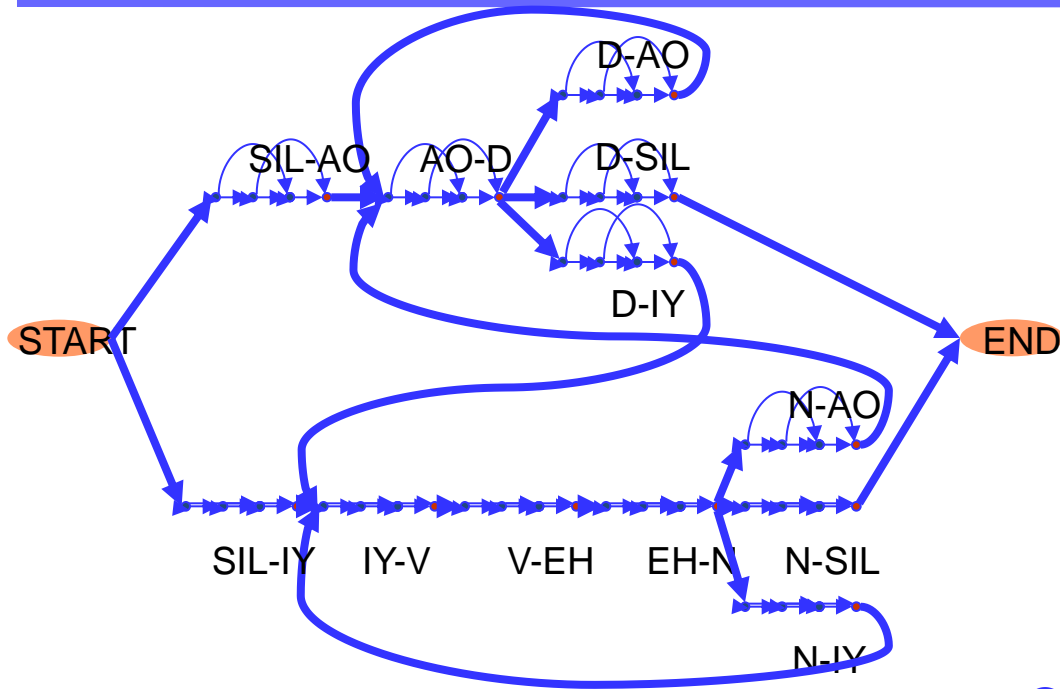 D-AO
SIL-AO AO-D D-SIL
D-IY
START END
N-AO
SIL-IY IY-V V-EH EH-N N-SIL
N-IY